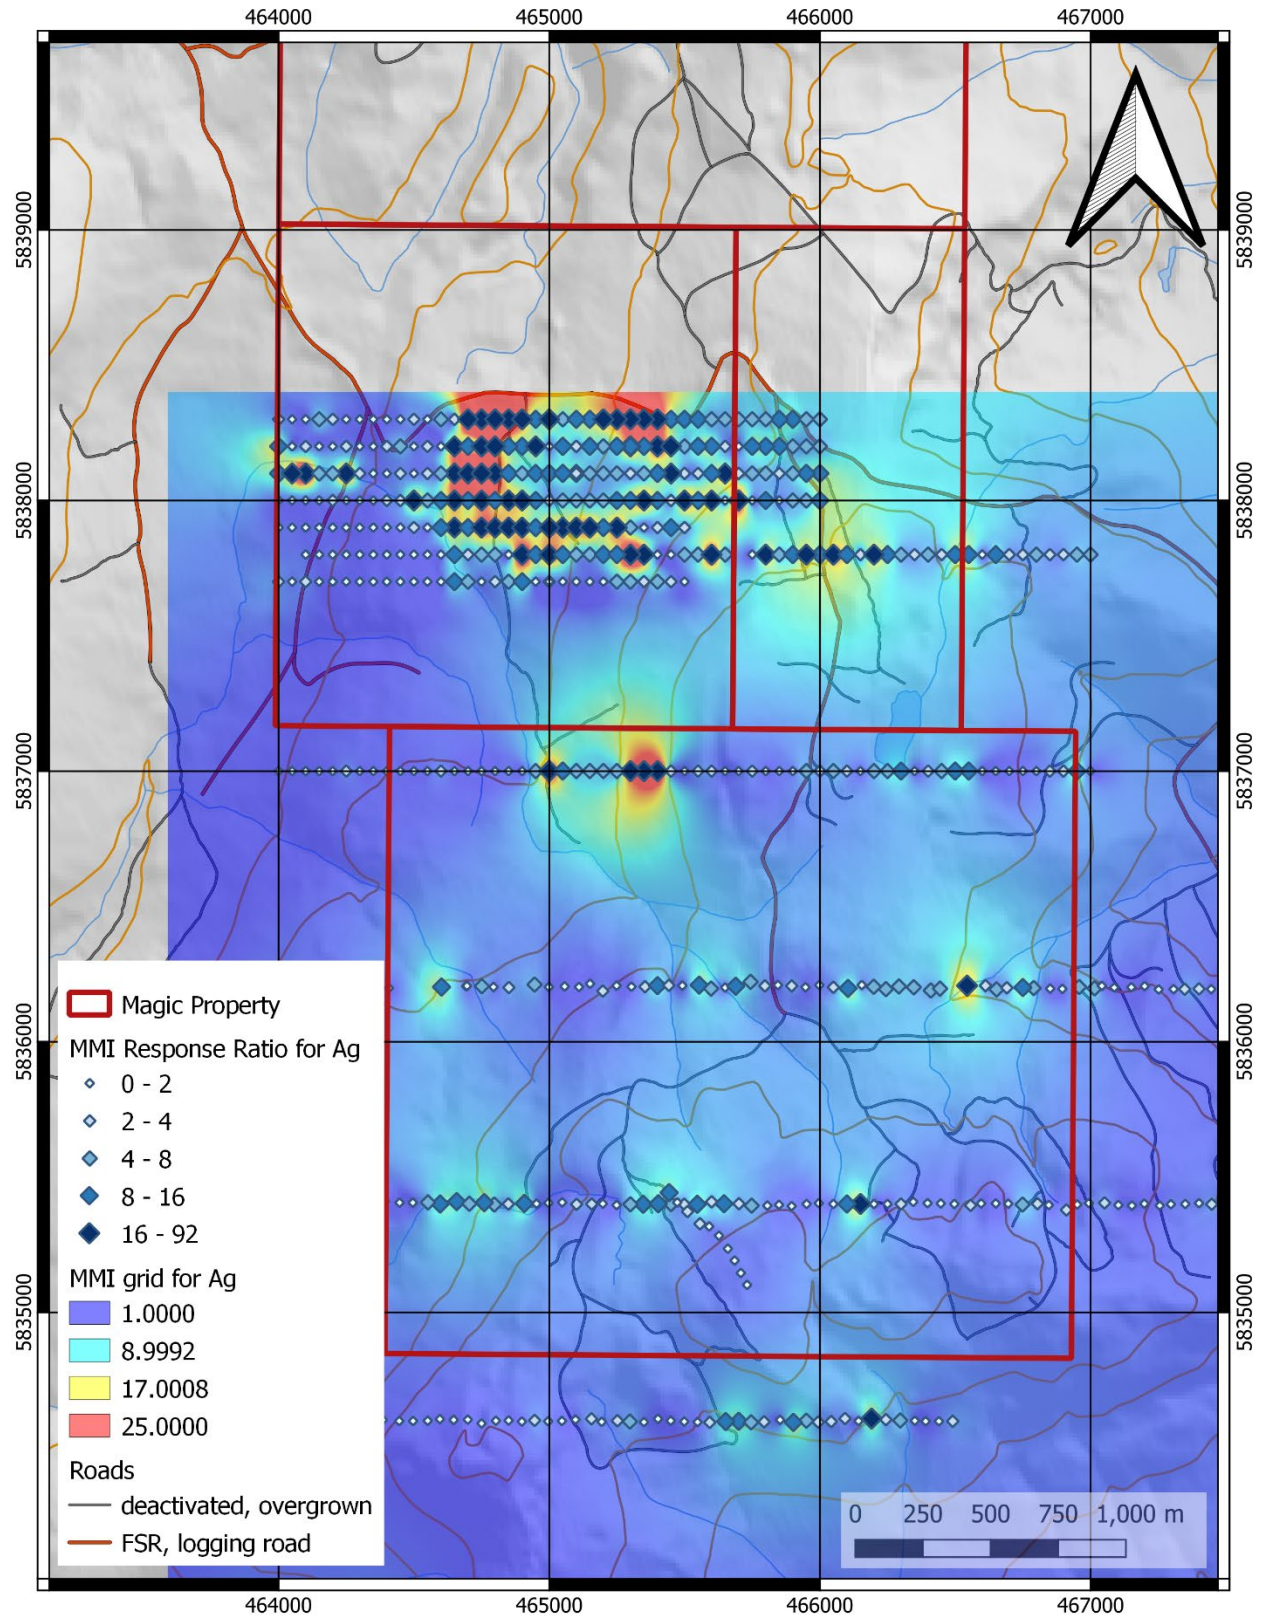 464000 465000 466000 467000
5839000 5839000
5838000 5838000
5837000 5837000
5836000 5836000
5835000 5835000
Magic Property
MMI Response Ratio for Ag
0 - 2
2 - 4
4 - 8
8 - 16
16 - 92
MMI grid for Ag
1.0000
8.9992
17.0008
25.0000
Roads
deactivated, overgrown
FSR, logging road
0 250 500 750 1,000 m
464000 465000 466000 467000